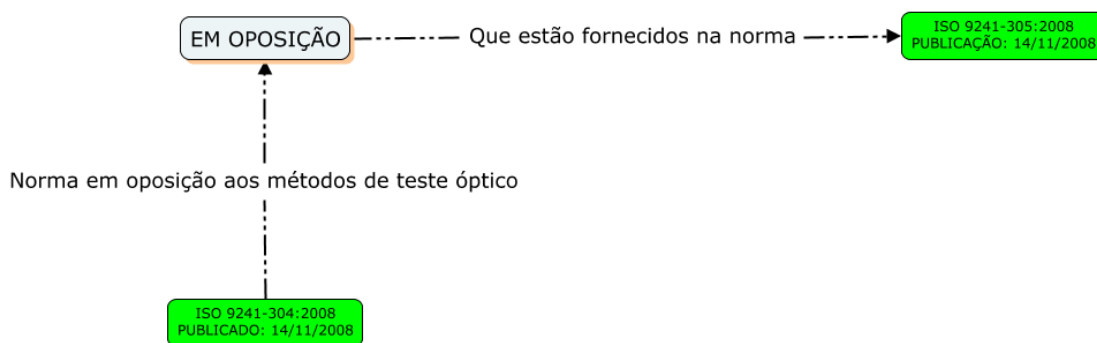 EM OPOSIÇÃO
Que estão fornecidos na norma
ISO 9241-305:2008
PUBLICAÇÃO: 14/11/2008
Norma em oposição aos métodos de teste óptico
ISO 9241-304:2008
PUBLICADO: 14/11/2008